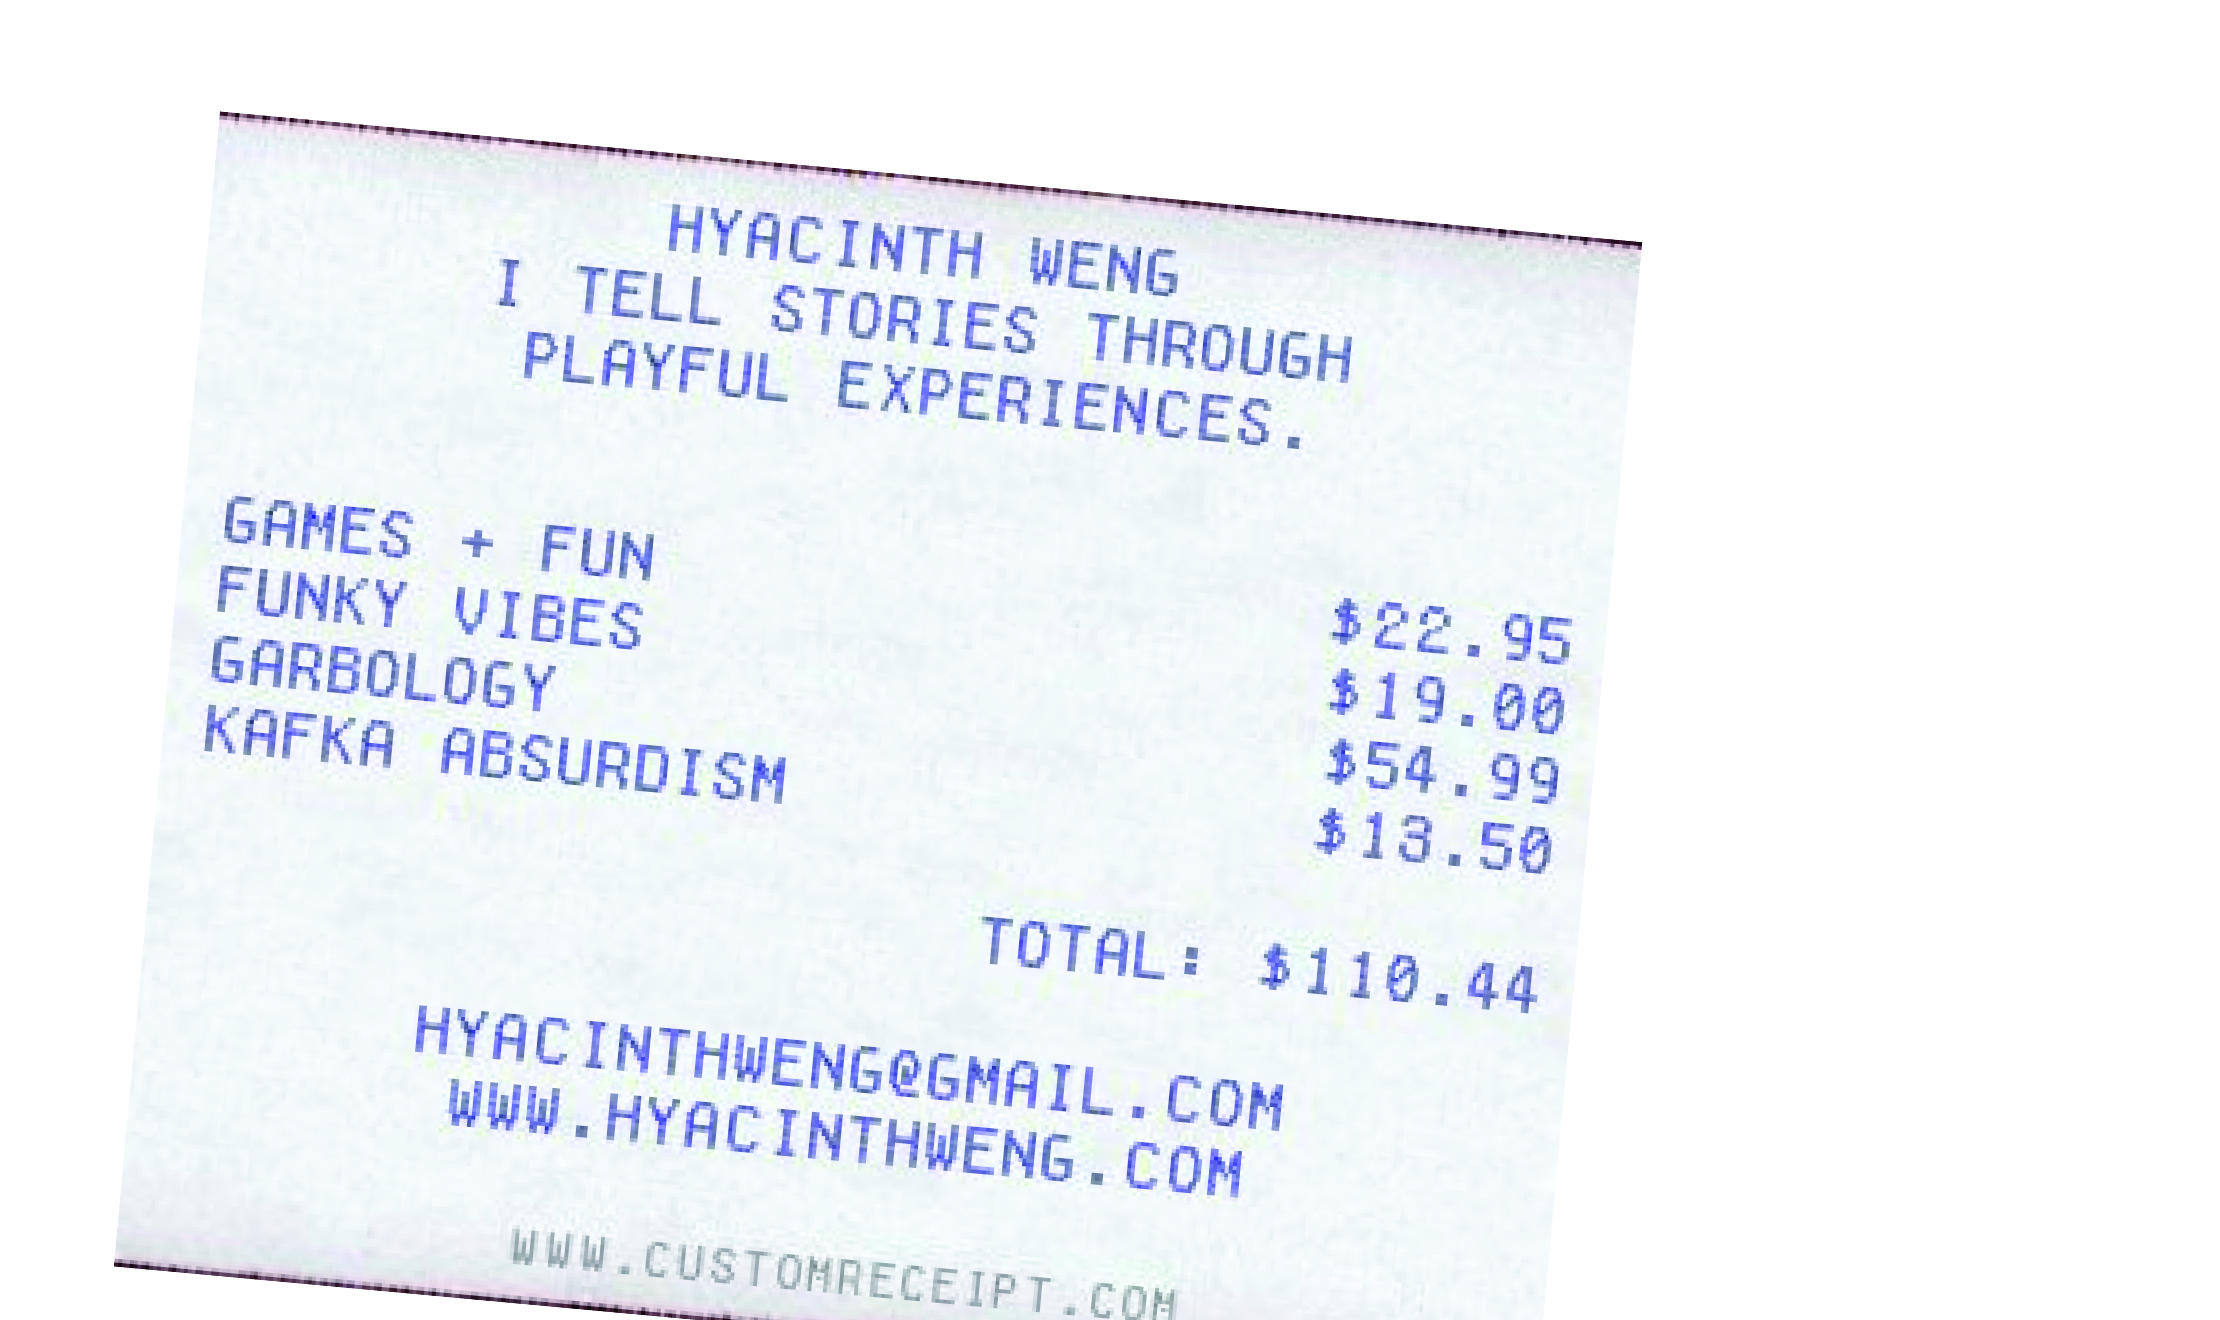 HYACINTH WENG
I TELL STORIES THROUGH
PLAYFUL EXPERIENCES.
GAMES + FUN $22.95
FUNKY VIBES $19.00
GARBOLOGY $54.99
KAFKA ABSURDISM $13.50
TOTAL: $110.44
HYACINTHWENG@GMAIL.COM
WWW.HYACINTHWENG.COM
WWW.CUSTOMRECEIPT.COM